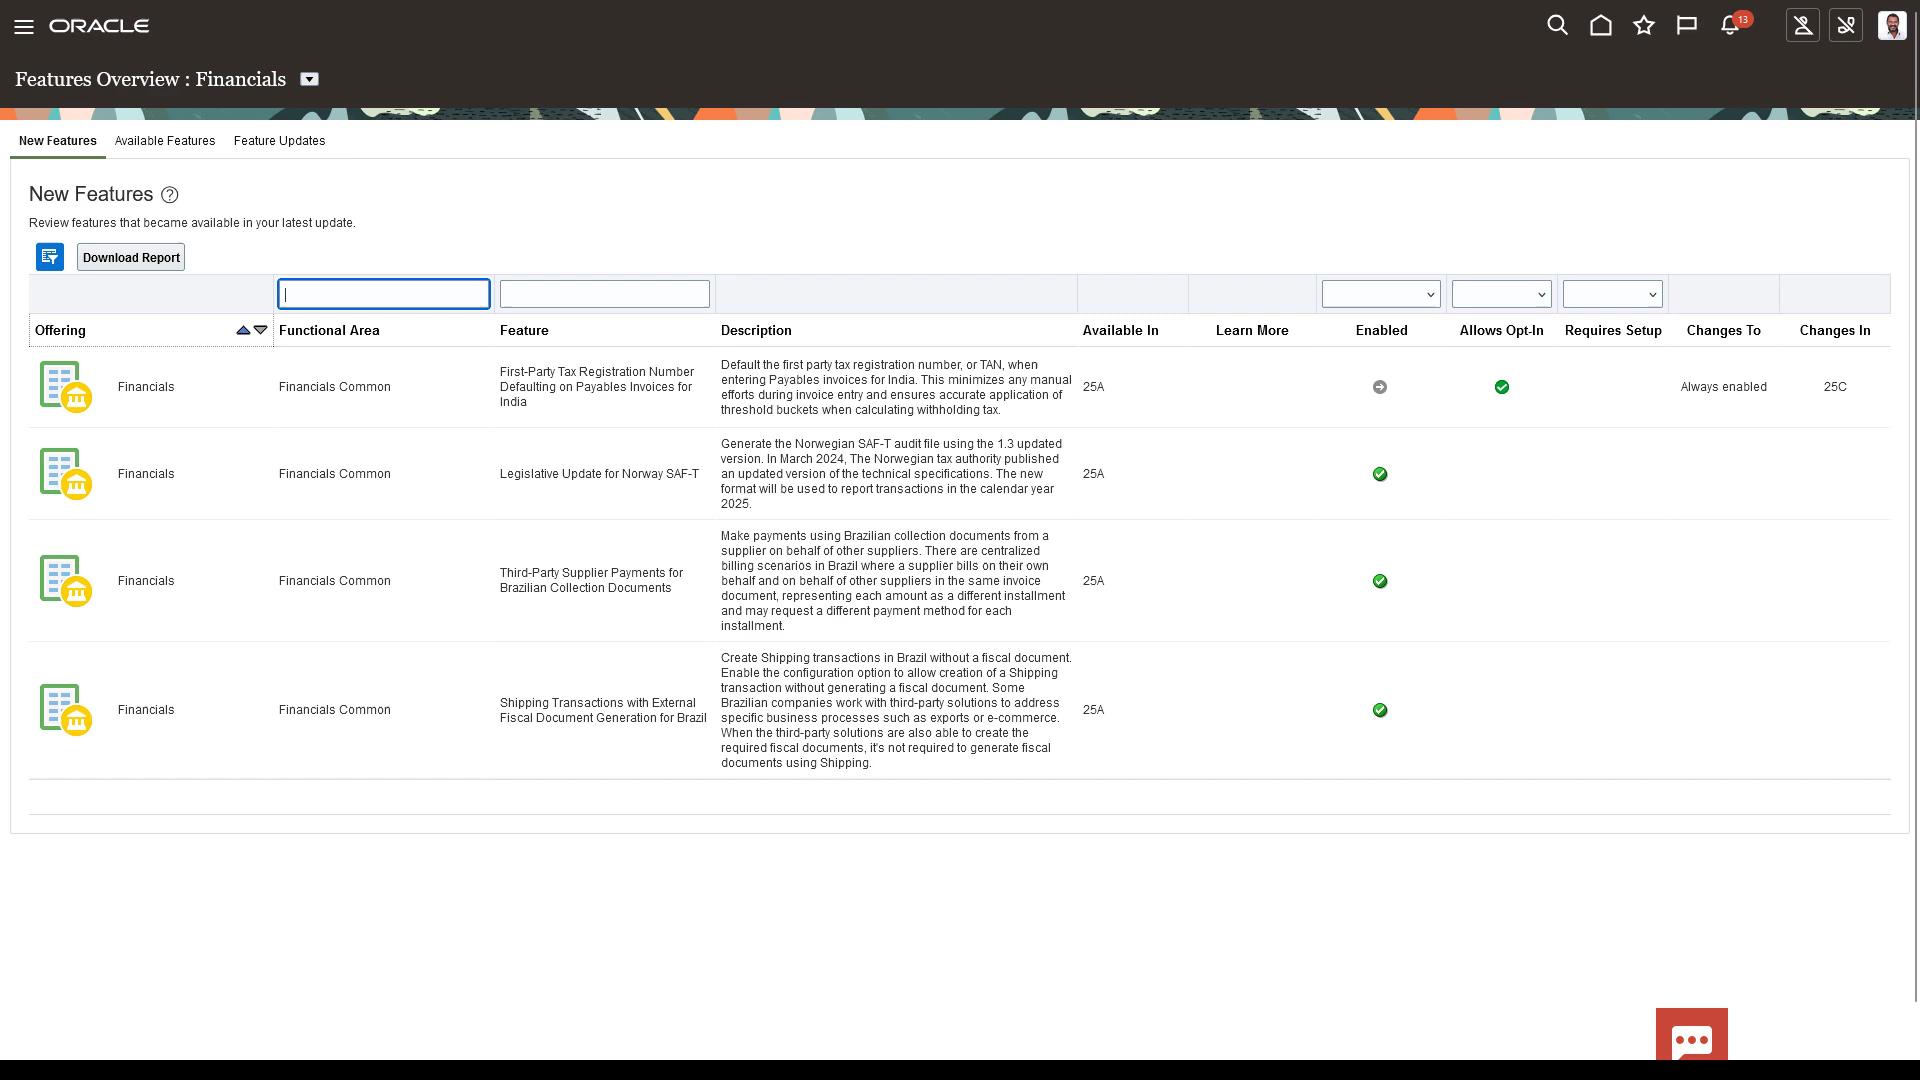 ORACLE
13
Features Overview : Financials
New Features Available Features Feature Updates
New Features ?
Review features that became available in your latest update.
Download Report
Offering Functional Area Feature Description Available In Learn More Enabled Allows Opt-In Requires Setup Changes To Changes In
Financials
Financials Common
First-Party Tax Registration Number
Defaulting on Payables Invoices for
India
Default the first party tax registration number, or TAN, when
entering Payables invoices for India. This minimizes any manual
efforts during invoice entry and ensures accurate application of
threshold buckets when calculating withholding tax.
25A
Always enabled
25C
Financials
Financials Common
Legislative Update for Norway SAF-T
Generate the Norwegian SAF-T audit file using the 1.3 updated
version. In March 2024, The Norwegian tax authority published
an updated version of the technical specifications. The new
format will be used to report transactions in the calendar year
2025.
25A
Financials
Financials Common
Third-Party Supplier Payments for
Brazilian Collection Documents
Make payments using Brazilian collection documents from a
supplier on behalf of other suppliers. There are centralized
billing scenarios in Brazil where a supplier bills on their own
behalf and on behalf of other suppliers in the same invoice
document, representing each amount as a different installment
and may request a different payment method for each
installment.
25A
Financials
Financials Common
Shipping Transactions with External
Fiscal Document Generation for Brazil
Create Shipping transactions in Brazil without a fiscal document.
Enable the configuration option to allow creation of a Shipping
transaction without generating a fiscal document. Some
Brazilian companies work with third-party solutions to address
specific business processes such as exports or e-commerce.
When the third-party solutions are also able to create the
required fiscal documents, it's not required to generate fiscal
documents using Shipping.
25A